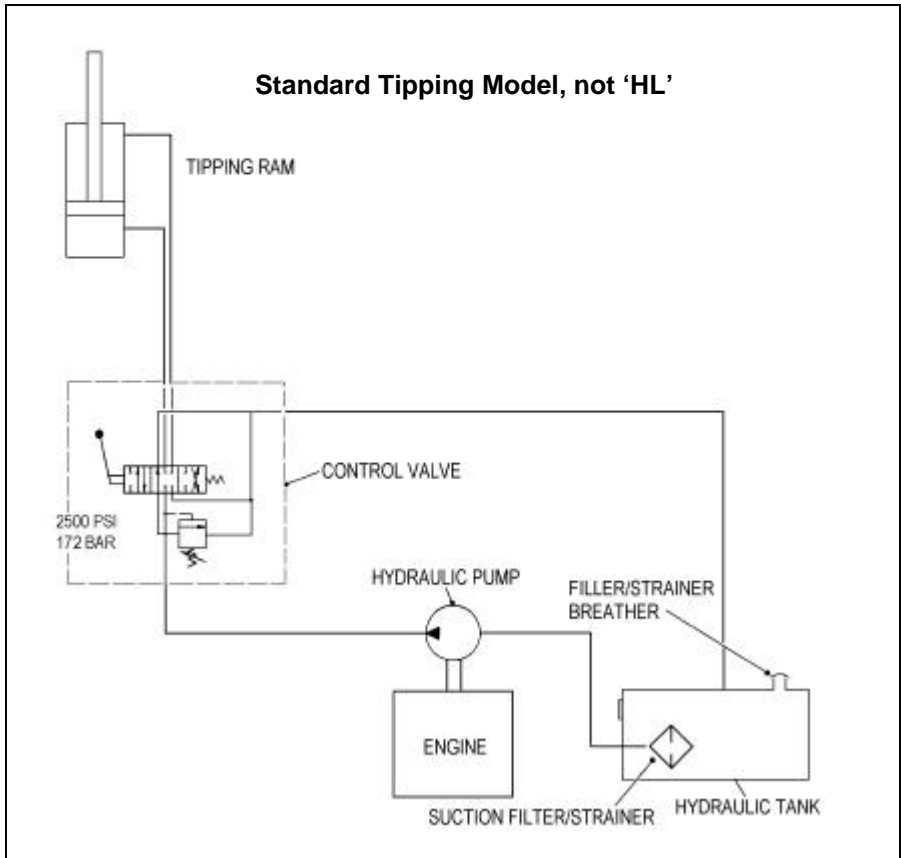 Standard Tipping Model, not ‘HL’
TIPPING RAM
CONTROL VALVE
2500 PSI
172 BAR
HYDRAULIC PUMP
FILLER/STRAINER
BREATHER
ENGINE
SUCTION FILTER/STRAINER
HYDRAULIC TANK